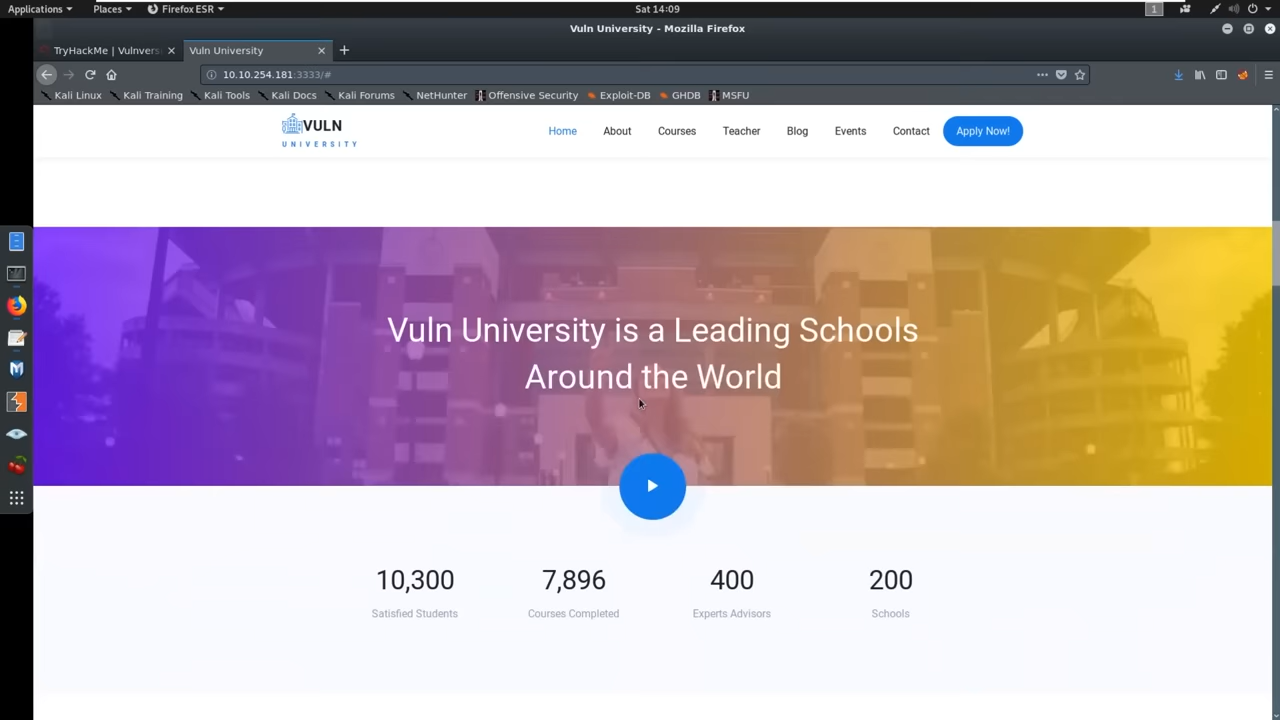 Applications Places Firefox ESR Sat 14:09 1
Vuln University - Mozilla Firefox
TryHackMe | Vulnvers Vuln University
10.10.254.181:3333/#
Kali Linux Kali Training Kali Tools Kali Docs Kali Forums NetHunter Offensive Security Exploit-DB GHDB MSFU
VULN
UNIVERSITY
Home About Courses Teacher Blog Events Contact Apply Now!
Vuln University is a Leading Schools
Around the World
10,300 7,896 400 200
Satisfied Students Courses Completed Experts Advisors Schools